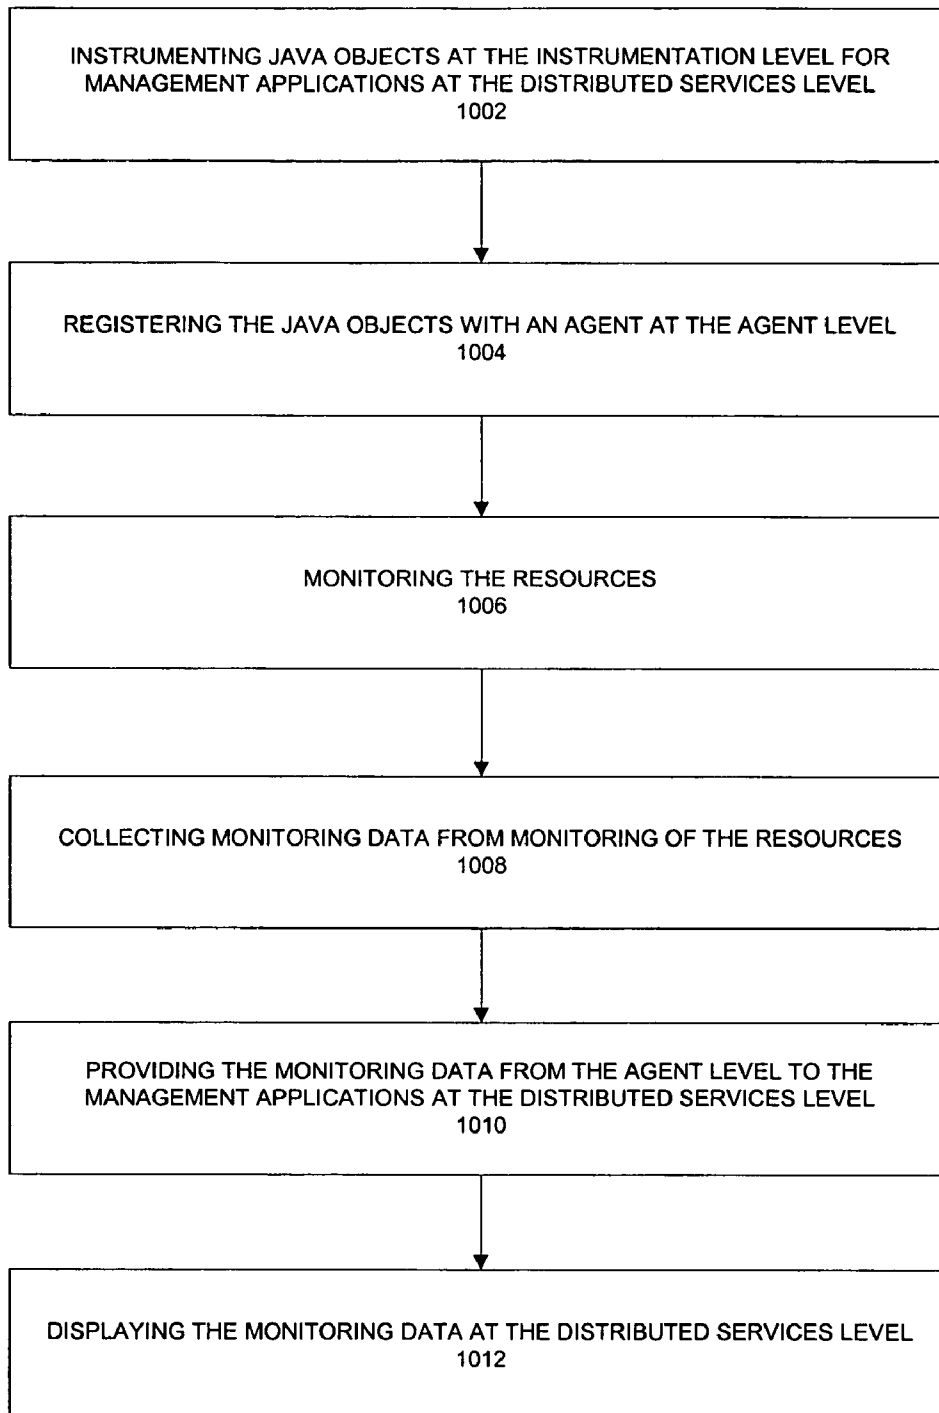 INSTRUMENTING JAVA OBJECTS AT THE INSTRUMENTATION LEVEL FOR
MANAGEMENT APPLICATIONS AT THE DISTRIBUTED SERVICES LEVEL
1002
REGISTERING THE JAVA OBJECTS WITH AN AGENT AT THE AGENT LEVEL
1004
MONITORING THE RESOURCES
1006
COLLECTING MONITORING DATA FROM MONITORING OF THE RESOURCES
1008
PROVIDING THE MONITORING DATA FROM THE AGENT LEVEL TO THE
MANAGEMENT APPLICATIONS AT THE DISTRIBUTED SERVICES LEVEL
1010
DISPLAYING THE MONITORING DATA AT THE DISTRIBUTED SERVICES LEVEL
1012